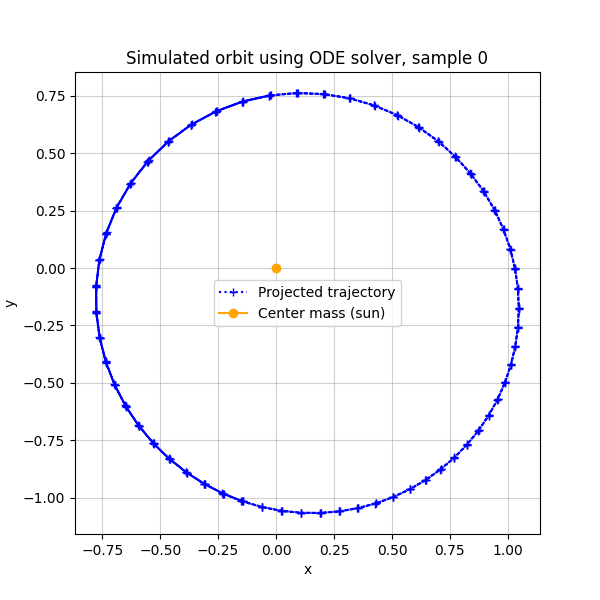 Simulated orbit using ODE solver, sample 0
0.75
0.50
0.25
0.00
−0.25
−0.50
−0.75
−1.00
y
Projected trajectory
Center mass (sun)
−0.75 −0.50 −0.25 0.00 0.25 0.50 0.75 1.00
x